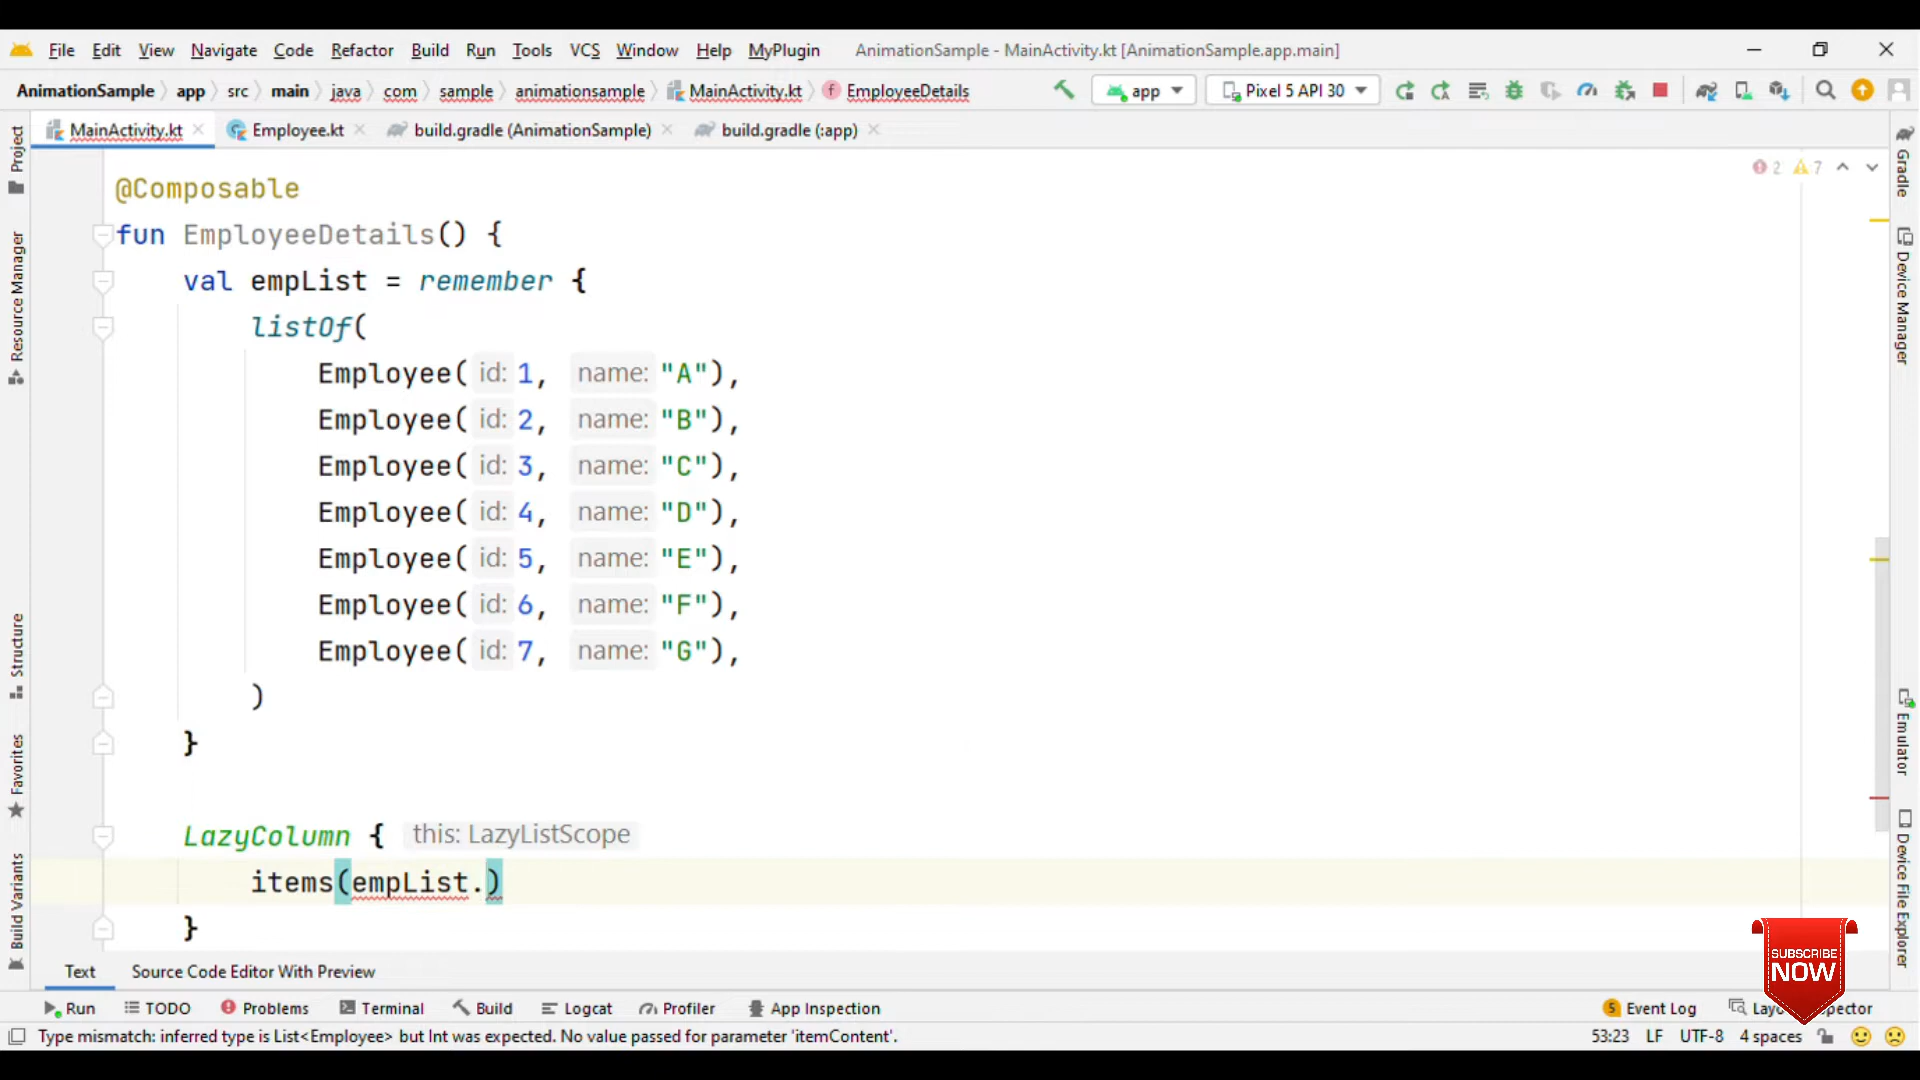 File Edit View Navigate Code Refactor Build Run Tools VCS Window Help MyPlugin AnimationSample - MainActivity.kt [AnimationSample.app.main]
AnimationSample app src main java com sample animationsample MainActivity.kt EmployeeDetails app Pixel 5 API 30
MainActivity.kt Employee.kt build.gradle (AnimationSample) build.gradle (:app)
2 7
@Composable
fun EmployeeDetails() {
val empList = remember {
listOf(
Employee( id: 1, name: "A"),
Employee( id: 2, name: "B"),
Employee( id: 3, name: "C"),
Employee( id: 4, name: "D"),
Employee( id: 5, name: "E"),
Employee( id: 6, name: "F"),
Employee( id: 7, name: "G"),
)
}
LazyColumn { this: LazyListScope
items(empList.)
}
Project
Resource Manager
Structure
Favorites
Build Variants
Gradle
Device Manager
Emulator
Device File Explorer
SUBSCRIBE
NOW
Text Source Code Editor With Preview
Run TODO Problems Terminal Build Logcat Profiler App Inspection 5 Event Log
Type mismatch: inferred type is List<Employee> but Int was expected. No value passed for parameter 'itemContent'. 53:23 LF UTF-8 4 spaces